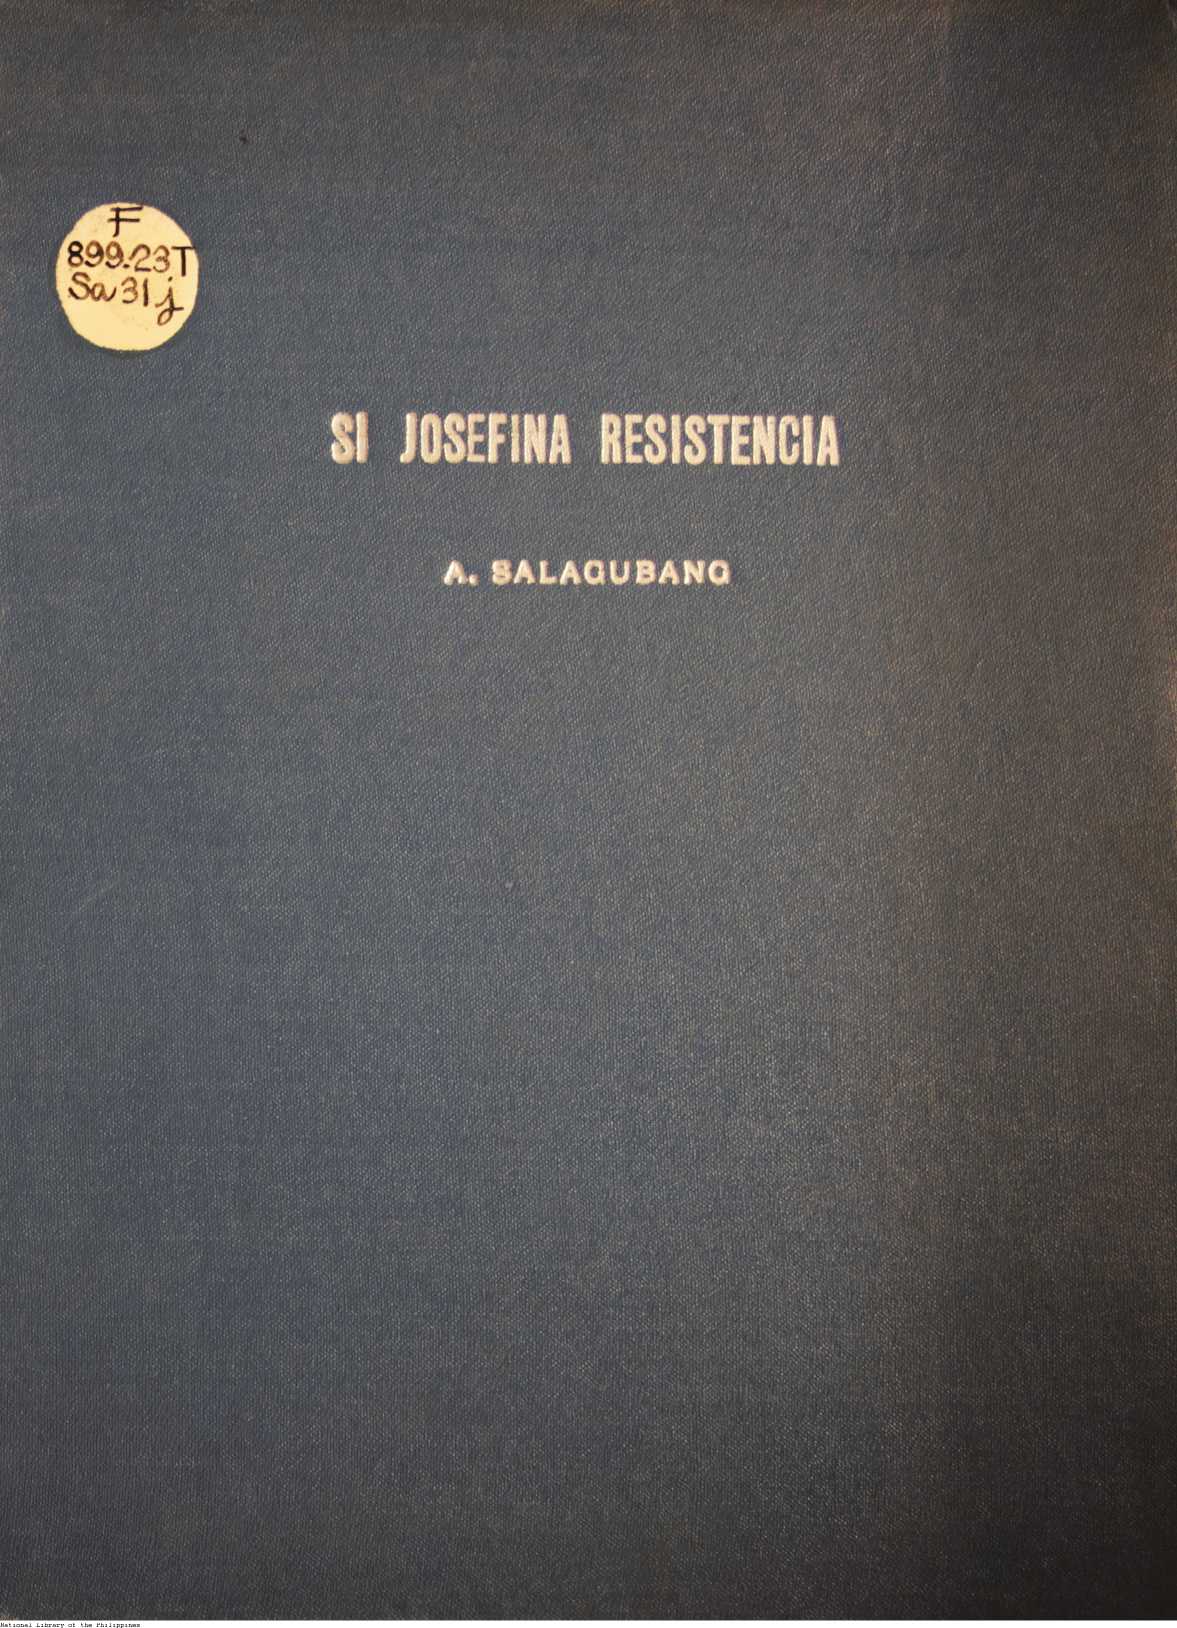 F
899.23T
Sa31j
SI JOSEFINA RESISTENCIA
A. SALAGUBANG
National Library of the Philippines